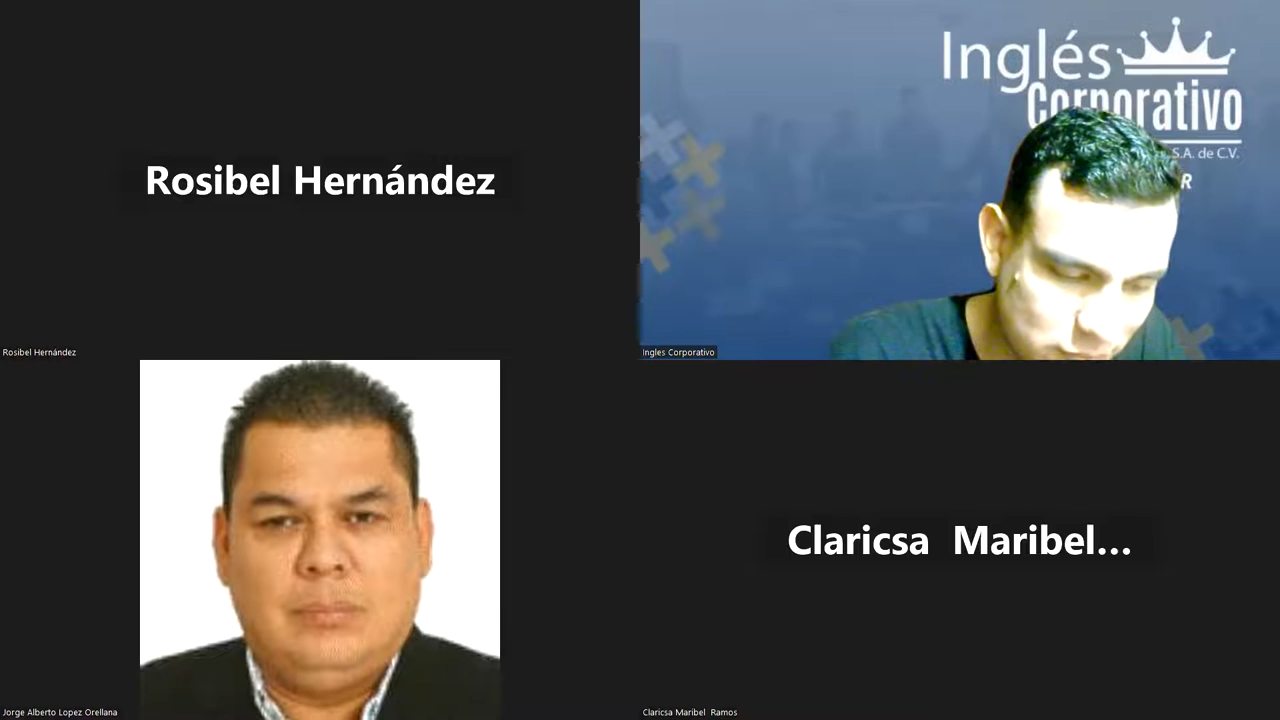 Rosibel Hernández
Rosibel Hernández
Inglés
Corporativo
S.A. de C.V.
R
Ingles Corporativo
Jorge Alberto Lopez Orellana
Claricsa  Maribel...
Claricsa Maribel  Ramos